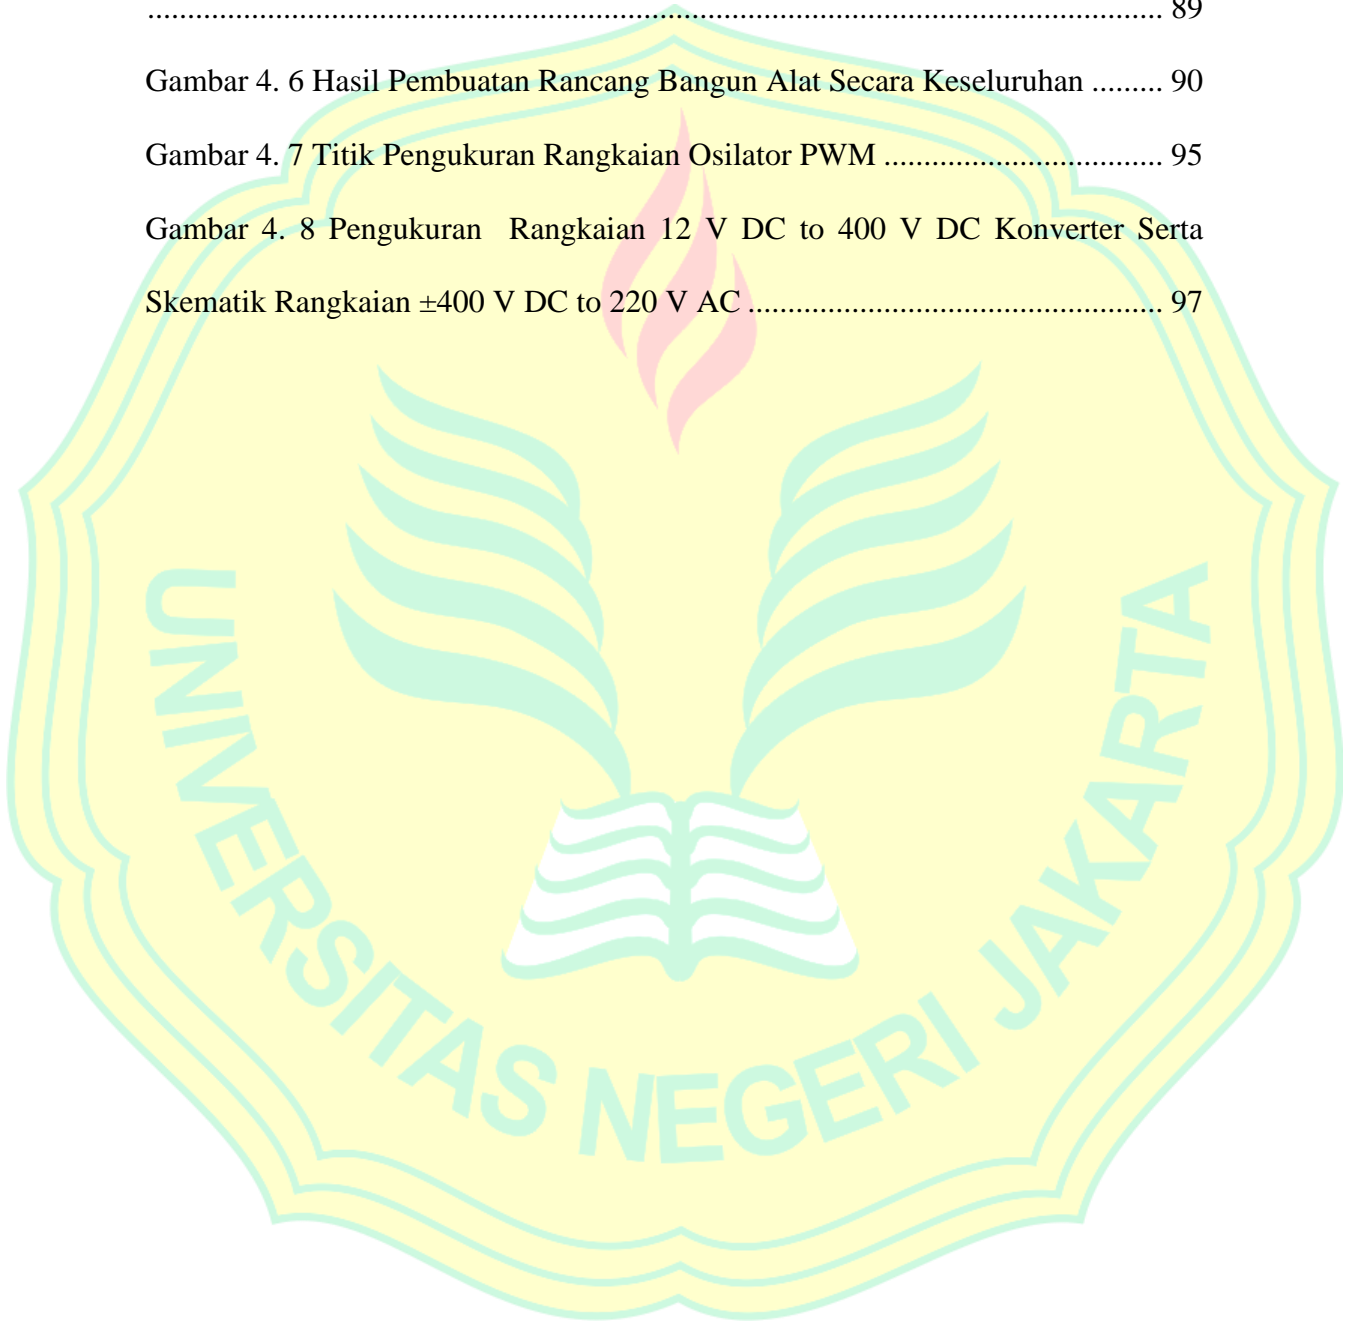 ........................................................................................................................... 89
Gambar 4. 6 Hasil Pembuatan Rancang Bangun Alat Secara Keseluruhan ......... 90
Gambar 4. 7 Titik Pengukuran Rangkaian Osilator PWM .................................. 95
Gambar 4. 8 Pengukuran Rangkaian 12 V DC to 400 V DC Konverter Serta
Skematik Rangkaian ±400 V DC to 220 V AC .................................................. 97
UNIVERSITAS NEGERI JAKARTA